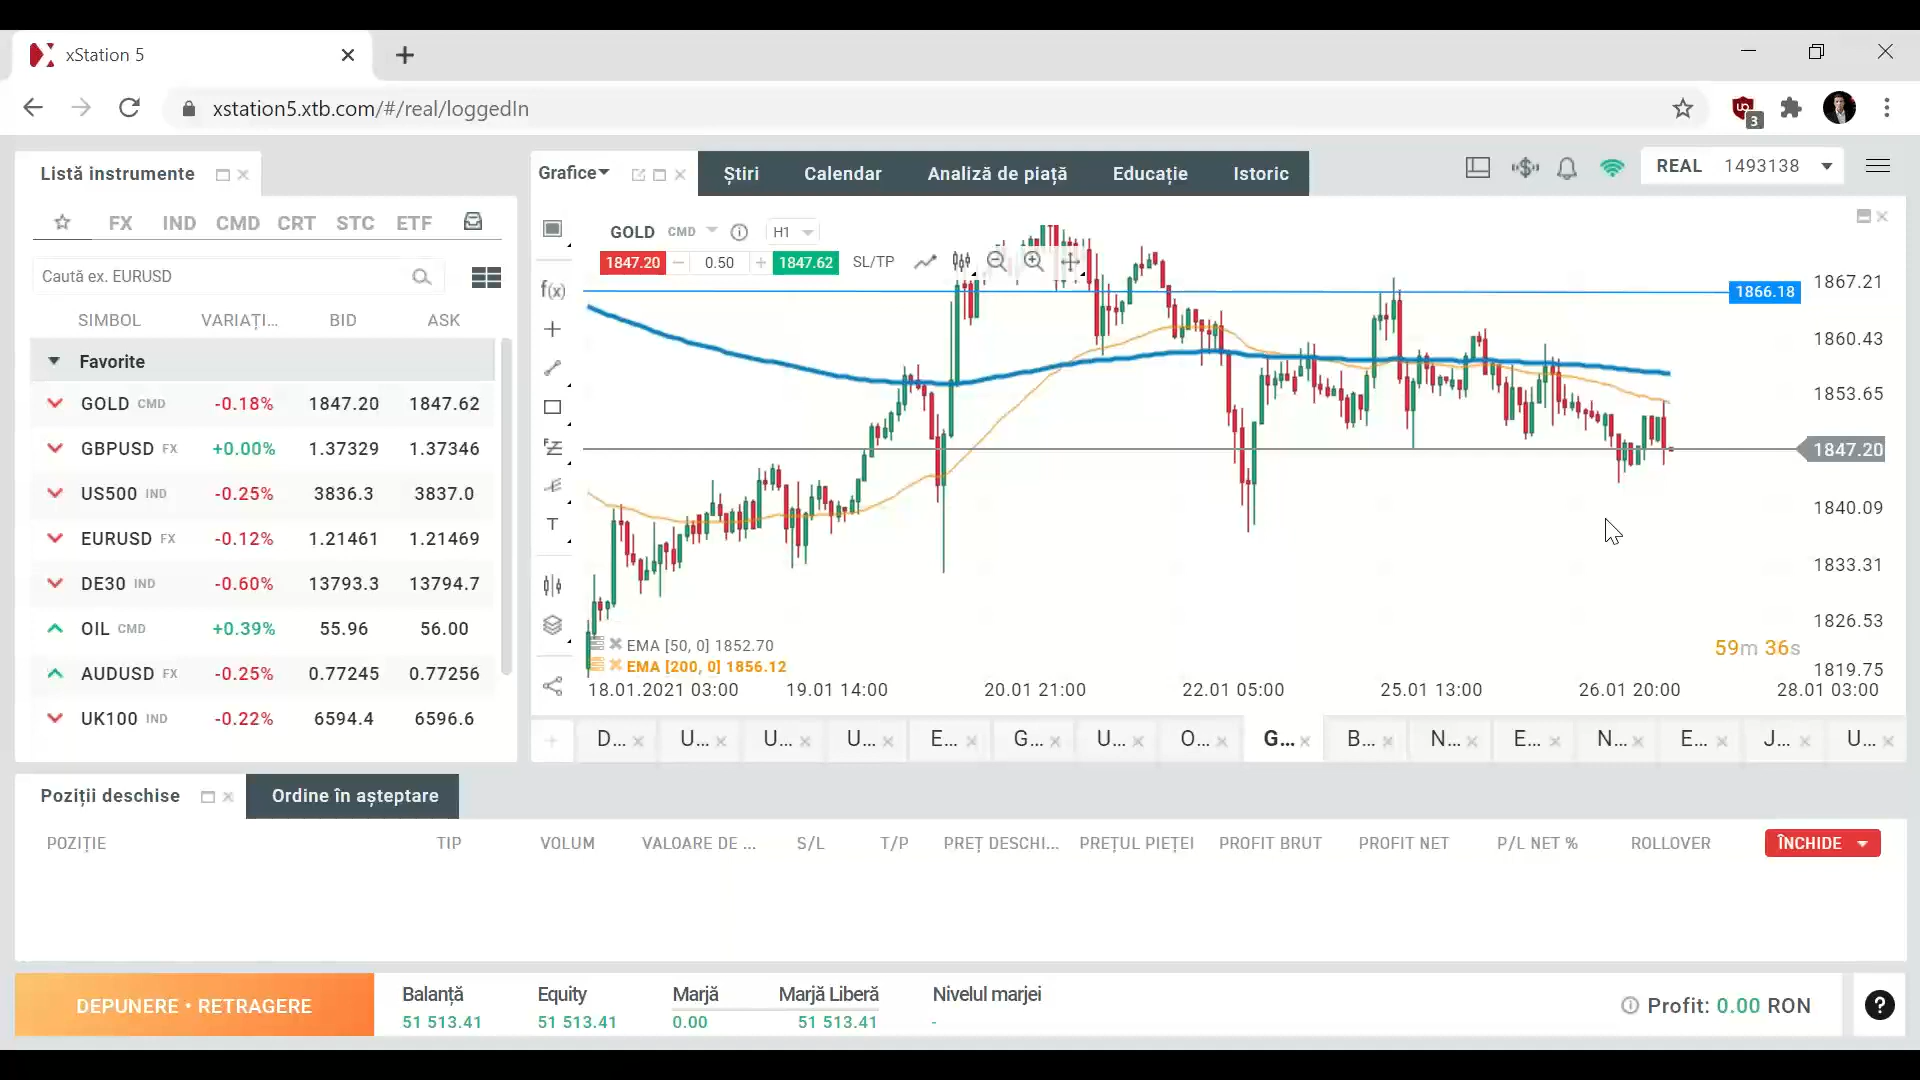 xStation 5
xstation5.xtb.com/#/real/loggedIn
3
Listă instrumente
Grafice
Știri
Calendar
Analiză de piață
Educație
Istoric
REAL 1493138
FX IND CMD CRT STC ETF
Caută ex. EURUSD
SIMBOL VARIAȚI... BID ASK
Favorite
GOLD CMD -0.18% 1847.20 1847.62
GBPUSD FX +0.00% 1.37329 1.37346
US500 IND -0.25% 3836.3 3837.0
EURUSD FX -0.12% 1.21461 1.21469
DE30 IND -0.60% 13793.3 13794.7
OIL CMD +0.39% 55.96 56.00
AUDUSD FX -0.25% 0.77245 0.77256
UK100 IND -0.22% 6594.4 6596.6
GOLD CMD H1
1847.20 0.50 1847.62 SL/TP
f(x)
T
1866.18
1867.21
1860.43
1853.65
1847.20
1840.09
1833.31
1826.53
1819.75
59m 36s
EMA [50, 0] 1852.70
EMA [200, 0] 1856.12
18.01.2021 03:00 19.01 14:00 20.01 21:00 22.01 05:00 25.01 13:00 26.01 20:00 28.01 03:00
D... U... U... U... E... G... U... O... G... B... N... E... N... E... J... U...
Poziții deschise
Ordine în așteptare
POZIȚIE TIP VOLUM VALOARE DE ... S/L T/P PREȚ DESCHI... PREȚUL PIEȚEI PROFIT BRUT PROFIT NET P/L NET % ROLLOVER ÎNCHIDE
DEPUNERE • RETRAGERE
Balanță Equity Marjă Marjă Liberă Nivelul marjei
51 513.41 51 513.41 0.00 51 513.41 -
Profit: 0.00 RON
?